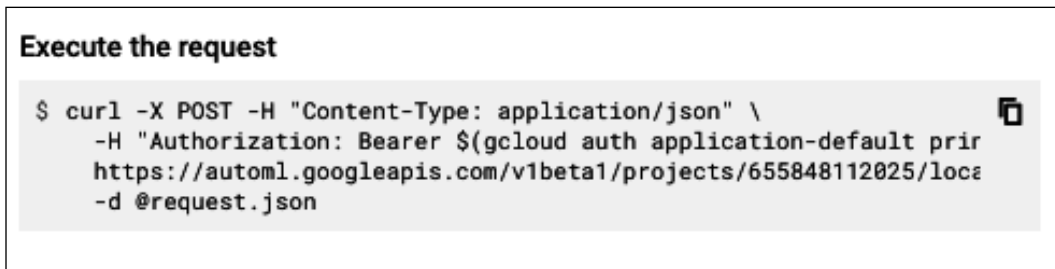 Execute the request
$ curl -X POST -H "Content-Type: application/json" \
-H "Authorization: Bearer $(gcloud auth application-default prin
https://automl.googleapis.com/v1beta1/projects/655848112025/loca
-d @request.json